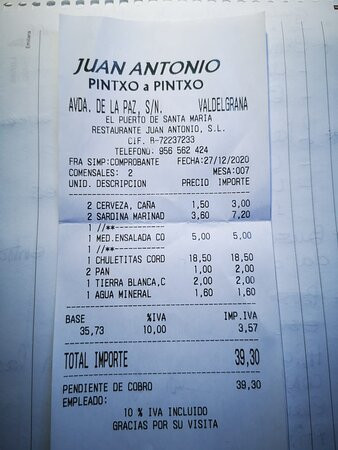 JUAN ANTONIO
PINTXO a PINTXO
AVDA. DE LA PAZ, S/N. VALDELGRANA
EL PUERTO DE SANTA MARIA
RESTAURANTE JUAN ANTONIO, S.L.
CIF. B-72237233
TELEFONO: 956 562 424
FRA SIMP:COMPROBANTE FECHA:27/12/2020
COMENSALES: 2 MESA:007
UNID. DESCRIPCION PRECIO IMPORTE
2 CERVEZA, CAÑA 1,50 3,00
2 SARDINA MARINAD 3,60 7,20
1 //**----------
1 MED.ENSALADA CO 5,00 5,00
1 //**----------
1 CHULETITAS CORD 18,50 18,50
2 PAN 1,00 2,00
1 TIERRA BLANCA,C 2,00 2,00
1 AGUA MINERAL 1,60 1,60
BASE %IVA IMP.IVA
35,73 10,00 3,57
TOTAL IMPORTE 39,30
PENDIENTE DE COBRO 39,30
EMPLEADO:
10 % IVA INCLUIDO
GRACIAS POR SU VISITA